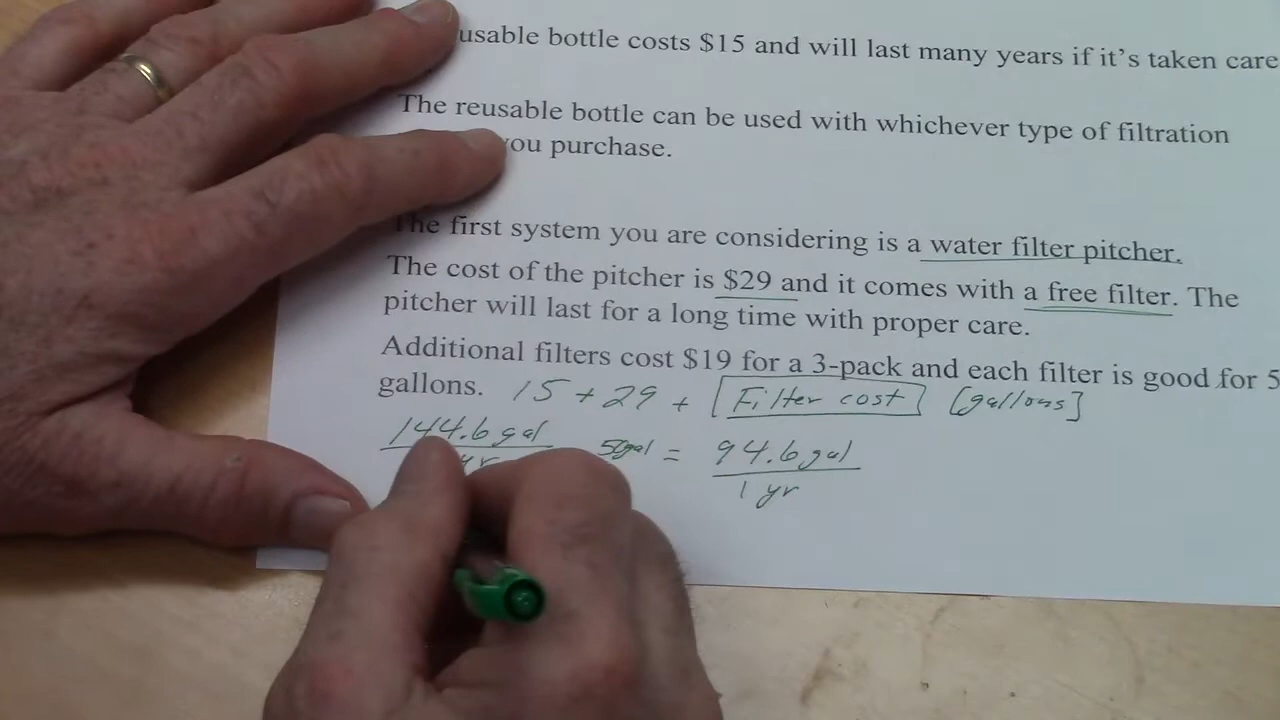 usable bottle costs $15 and will last many years if it's taken care
The reusable bottle can be used with whichever type of filtration
you purchase.
The first system you are considering is a water filter pitcher.
The cost of the pitcher is $29 and it comes with a free filter. The
pitcher will last for a long time with proper care.
Additional filters cost $19 for a 3-pack and each filter is good for 5
gallons. 15 + 29 + [Filter cost] [gallons]
144.6 gal 50gal = 94.6 gal
yr 1 yr